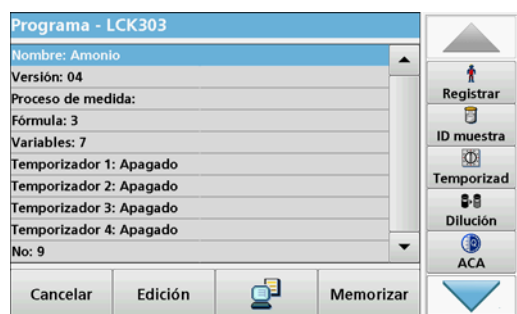 Programa - LCK303
Nombre: Amonio
Versión: 04
Proceso de medida:
Fórmula: 3
Variables: 7
Temporizador 1: Apagado
Temporizador 2: Apagado
Temporizador 3: Apagado
Temporizador 4: Apagado
No: 9
Cancelar
Edición
Memorizar
Registrar
ID muestra
Temporizad
Dilución
ACA